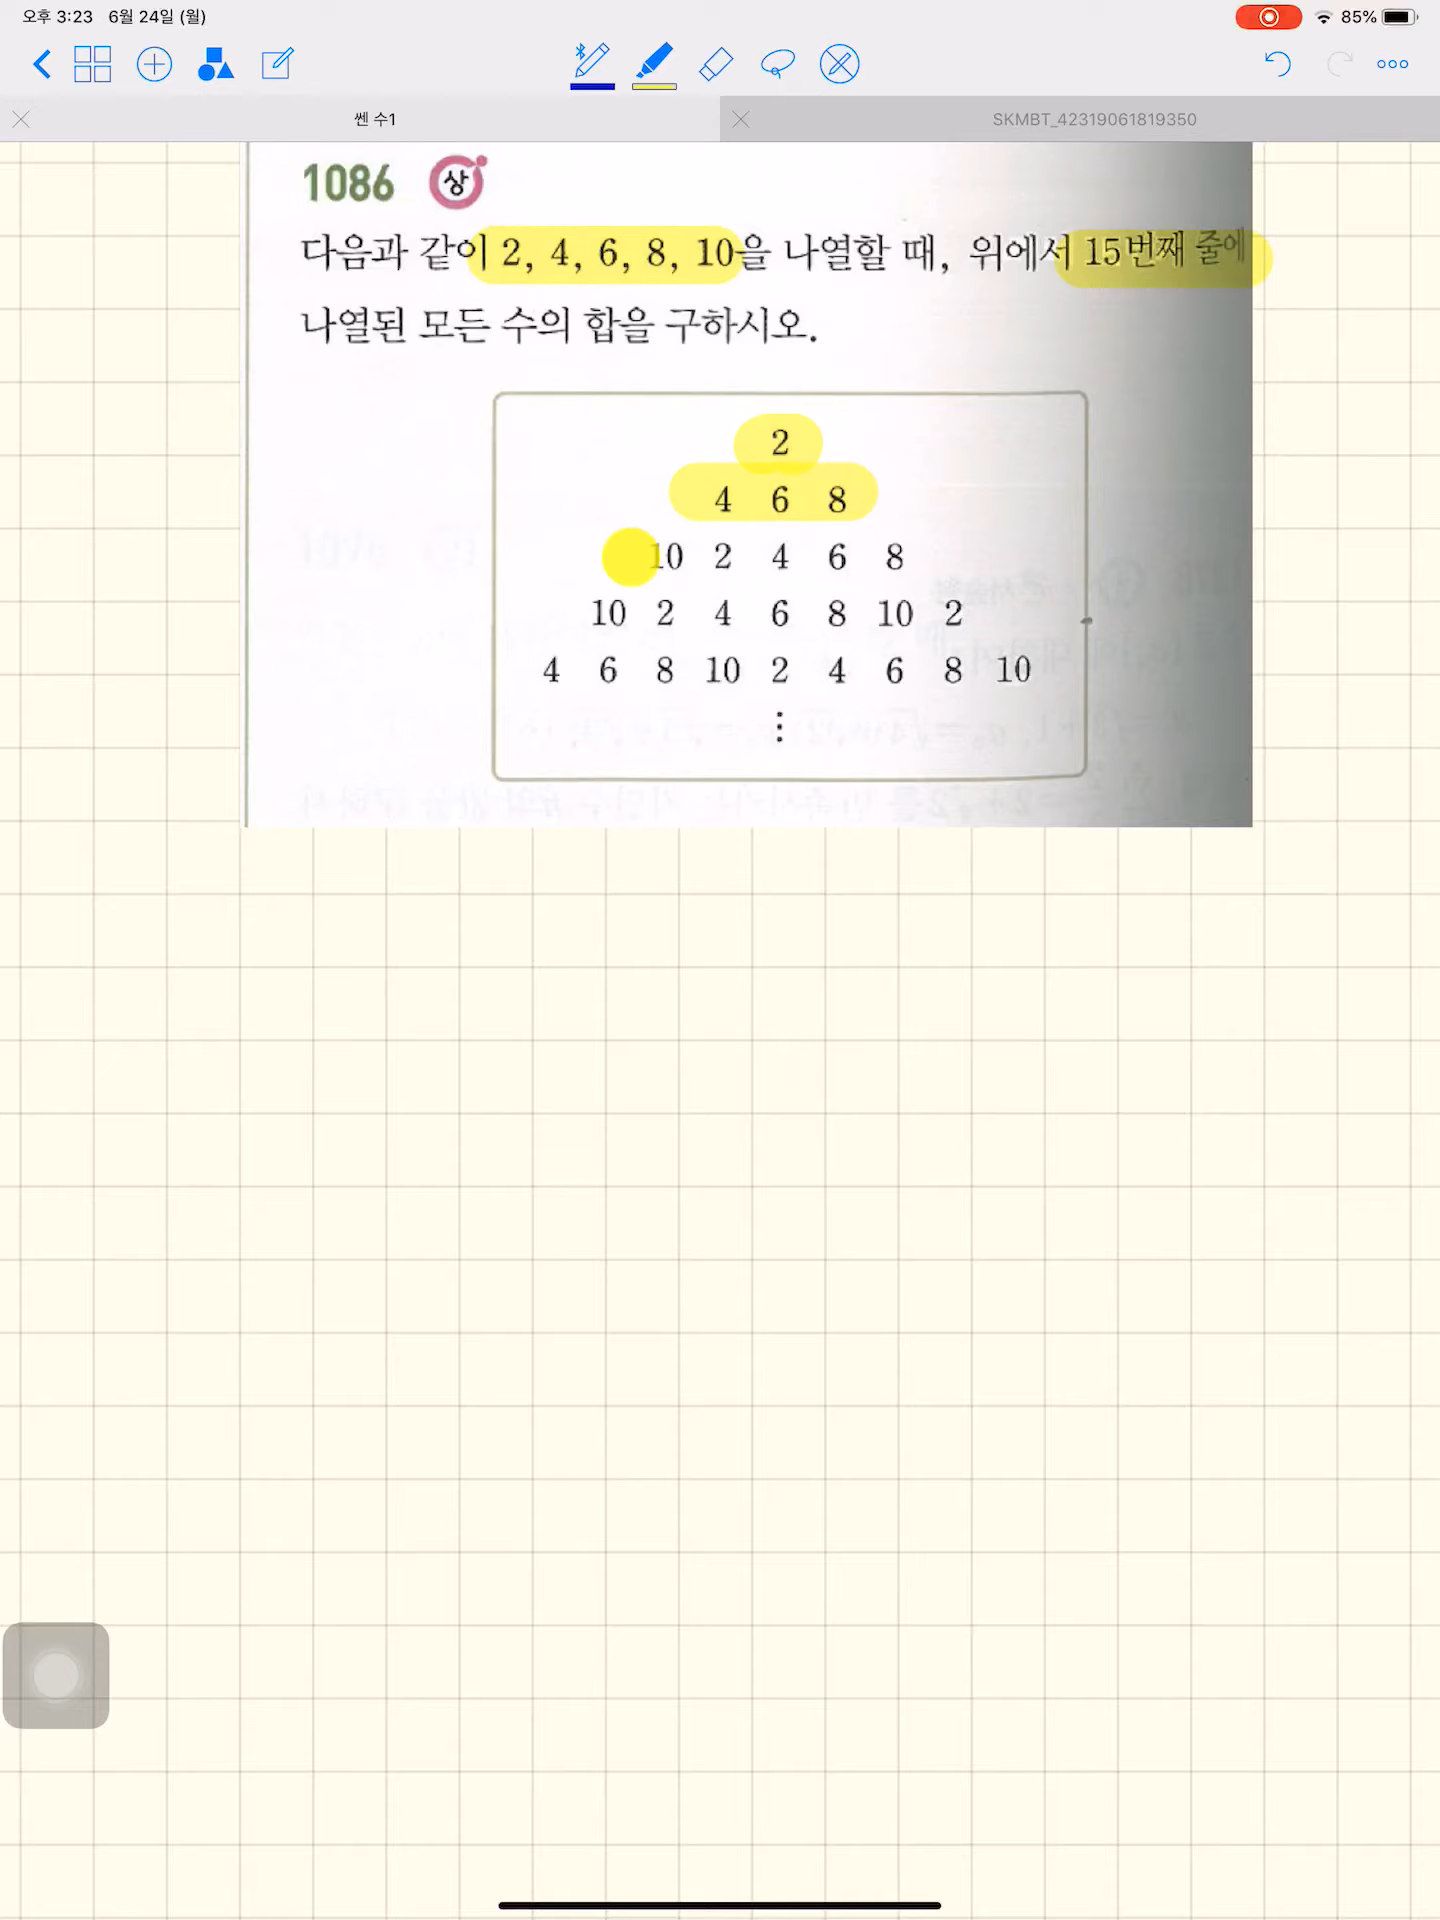 오후 3:23 6월 24일 (월) 85%
쎈 수1 SKMBT_42319061819350
1086 상
다음과 같이 2, 4, 6, 8, 10을 나열할 때, 위에서 15번째 줄에
나열된 모든 수의 합을 구하시오.
2
4 6 8
10 2 4 6 8
10 2 4 6 8 10 2
4 6 8 10 2 4 6 8 10
⋮